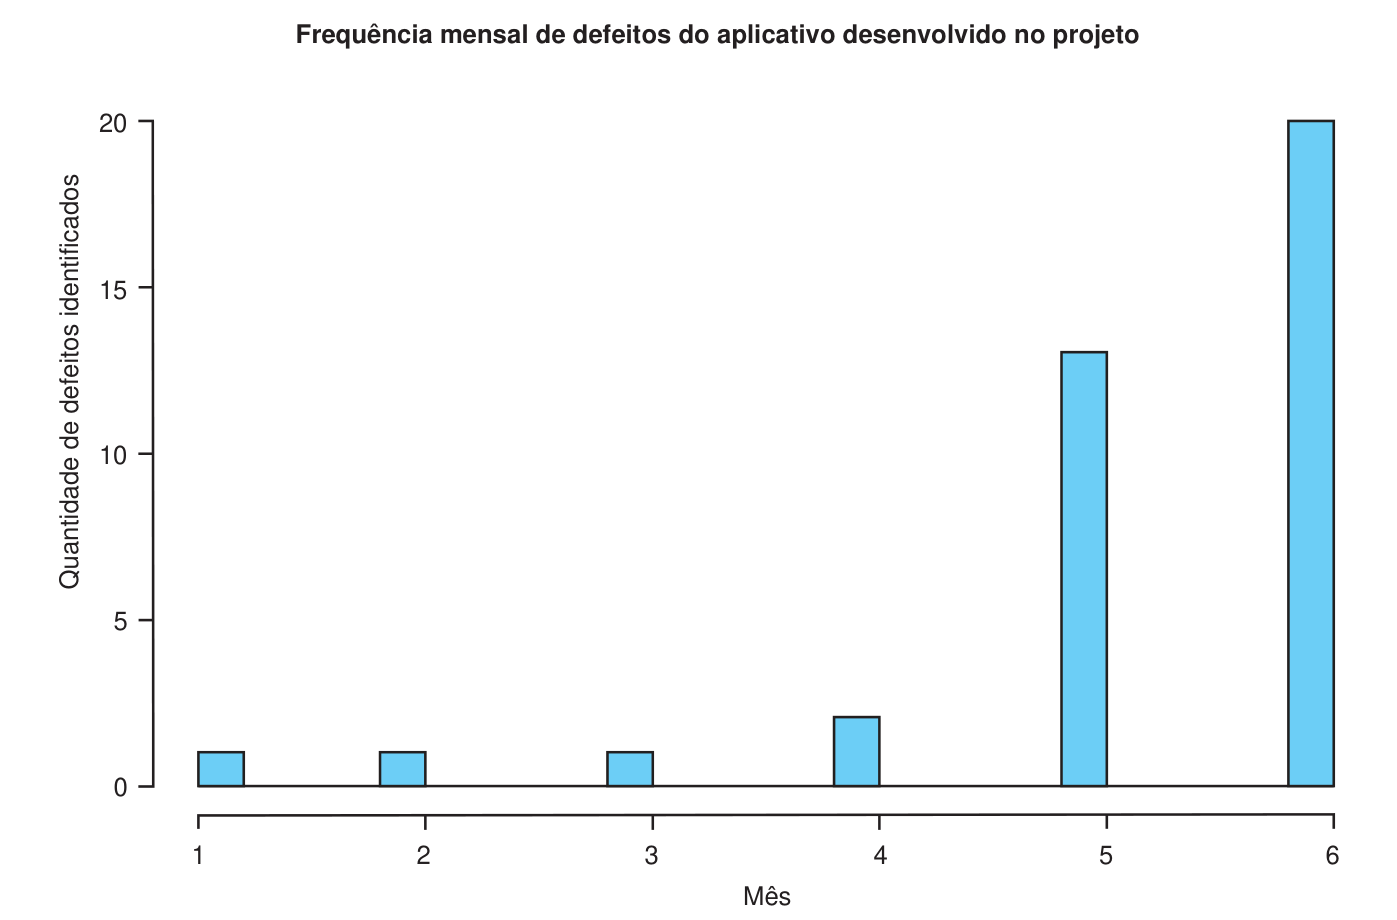 Frequência mensal de defeitos do aplicativo desenvolvido no projeto
Quantidade de defeitos identificados
20
15
10
5
0
1 2 3 4 5 6
Mês